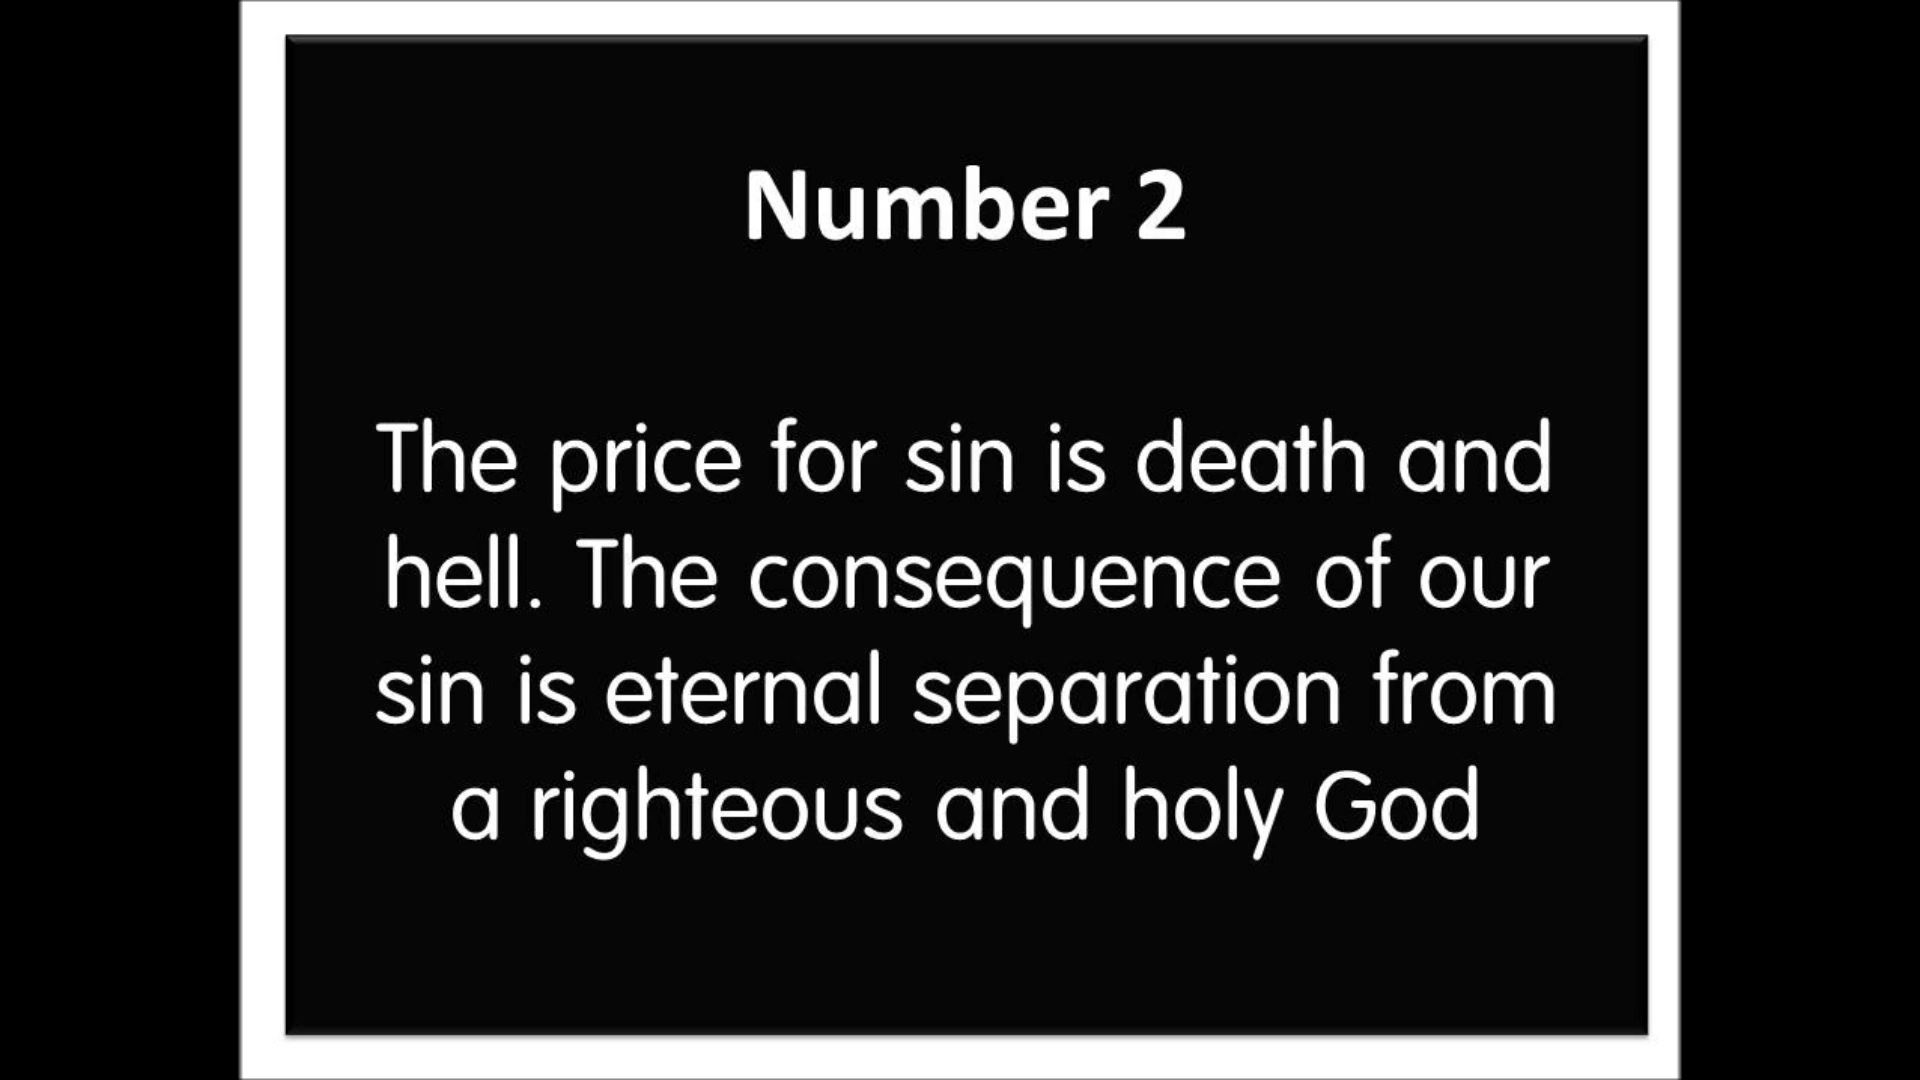 Number 2
The price for sin is death and
hell. The consequence of our
sin is eternal separation from
a righteous and holy God